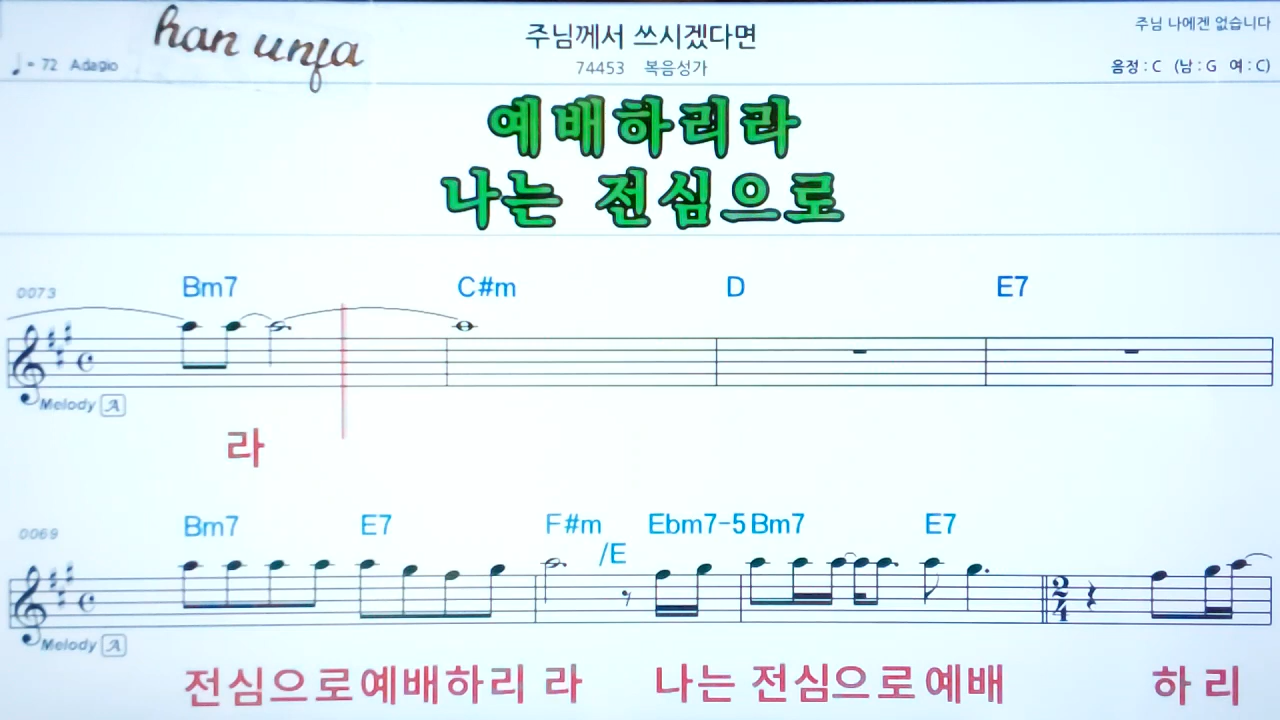 han unfa
주님께서 쓰시겠다면
주님 나에겐 없습니다
♩= 72 Adagio
74453 복음성가
음정 : C (남 : G 여 : C)
예배하리라
나는 전심으로
0073 Bm7 C#m D E7
Melody A
라
0069 Bm7 E7 F#m /E Ebm7-5 Bm7 E7
2/4
Melody A
전심으로예배하리 라 나는 전심으로예배 하 리